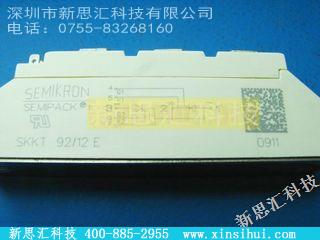 深圳市新思汇科技有限公司
电话：0755-83268160
SEMIKRON
SEMIPACK®
SKKT 92/12 E
0911
新思汇科技 400-885-2955 www.xinsihui.com
新思汇科技